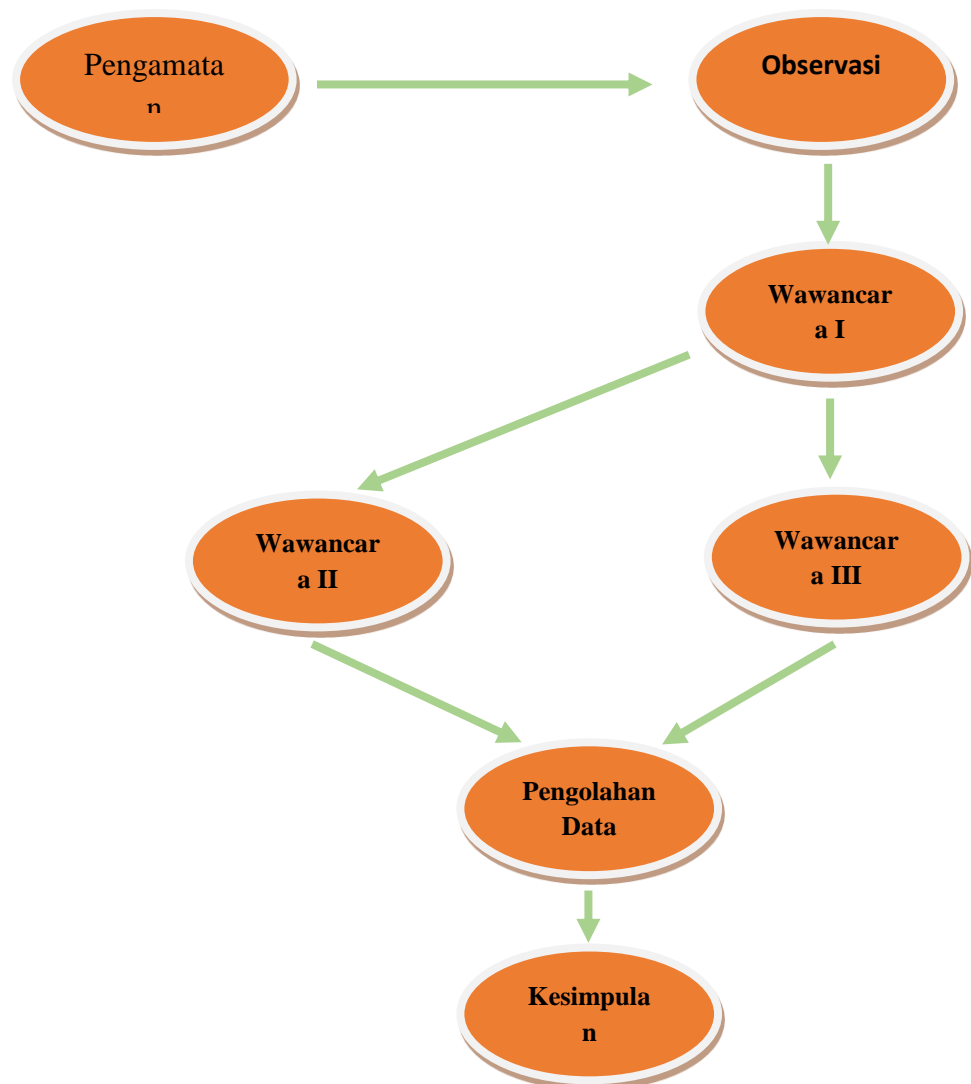 Pengamata
n
Observasi
Wawancar
a I
Wawancar
a II
Wawancar
a III
Pengolahan
Data
Kesimpula
n